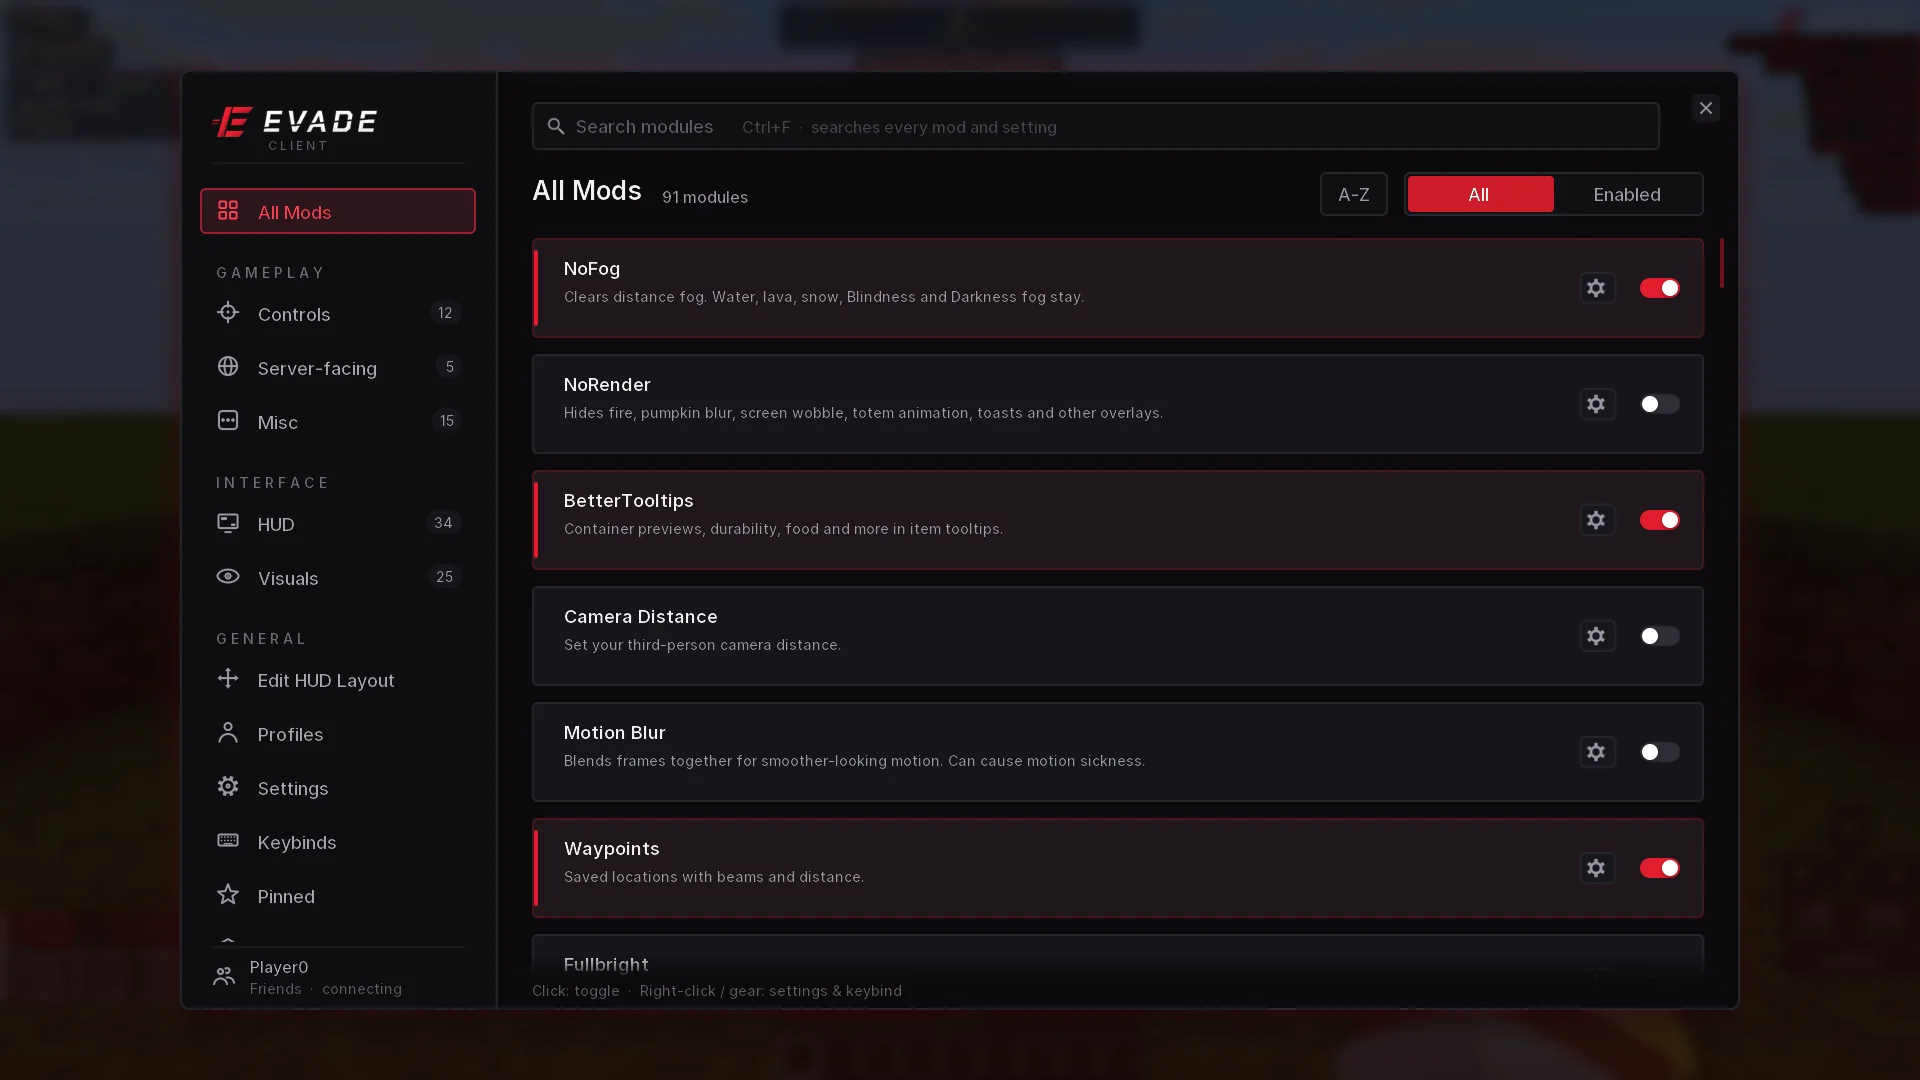 EVADE
CLIENT
Search modules Ctrl+F · searches every mod and setting
All Mods
GAMEPLAY
Controls 12
Server-facing 5
Misc 15
INTERFACE
HUD 34
Visuals 25
GENERAL
Edit HUD Layout
Profiles
Settings
Keybinds
Pinned
Player0
Friends · connecting
All Mods 91 modules
A-Z
All
Enabled
NoFog
Clears distance fog. Water, lava, snow, Blindness and Darkness fog stay.
NoRender
Hides fire, pumpkin blur, screen wobble, totem animation, toasts and other overlays.
BetterTooltips
Container previews, durability, food and more in item tooltips.
Camera Distance
Set your third-person camera distance.
Motion Blur
Blends frames together for smoother-looking motion. Can cause motion sickness.
Waypoints
Saved locations with beams and distance.
Fullbright
Click: toggle · Right-click / gear: settings & keybind